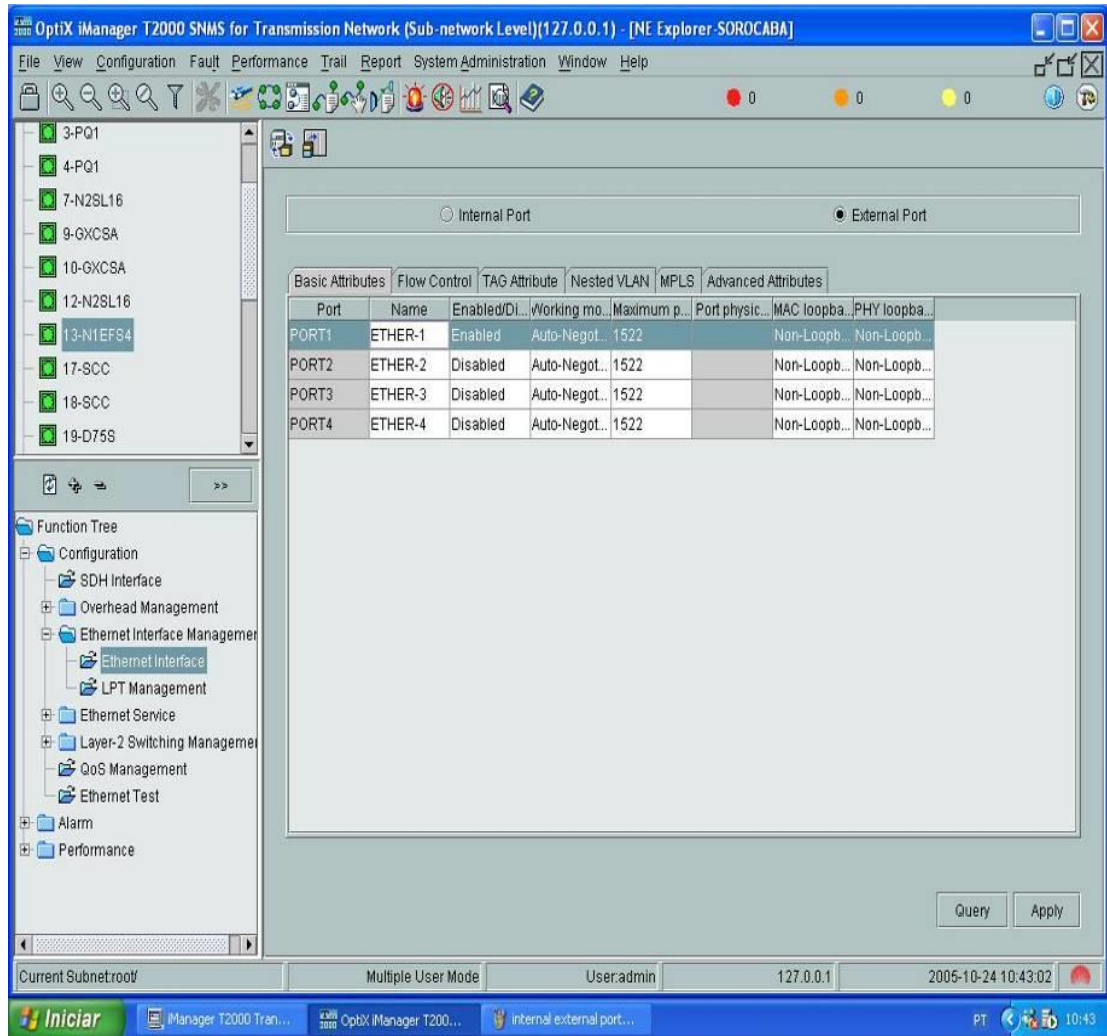 OptiX iManager T2000 SNMS for Transmission Network (Sub-network Level)(127.0.0.1) - [NE Explorer-SOROCABA]
File View Configuration Fault Performance Trail Report System Administration Window Help
0 0 0
3-PQ1
4-PQ1
7-N2SL16
9-GXCSA
10-GXCSA
12-N2SL16
13-N1EFS4
17-SCC
18-SCC
19-D75S
>>
Function Tree
Configuration
SDH Interface
Overhead Management
Ethernet Interface Managemer
Ethernet Interface
LPT Management
Ethernet Service
Layer-2 Switching Managemer
QoS Management
Ethernet Test
Alarm
Performance
Internal Port External Port
Basic Attributes Flow Control TAG Attribute Nested VLAN MPLS Advanced Attributes
Port Name Enabled/Di... Working mo... Maximum p... Port physic... MAC loopba... PHY loopba...
PORT1 ETHER-1 Enabled Auto-Negot... 1522 Non-Loopb... Non-Loopb...
PORT2 ETHER-2 Disabled Auto-Negot... 1522 Non-Loopb... Non-Loopb...
PORT3 ETHER-3 Disabled Auto-Negot... 1522 Non-Loopb... Non-Loopb...
PORT4 ETHER-4 Disabled Auto-Negot... 1522 Non-Loopb... Non-Loopb...
Query Apply
Current Subnet:root/ Multiple User Mode User:admin 127.0.0.1 2005-10-24 10:43:02
Iniciar iManager T2000 Tran... OptiX iManager T200... internal external port... PT 10:43